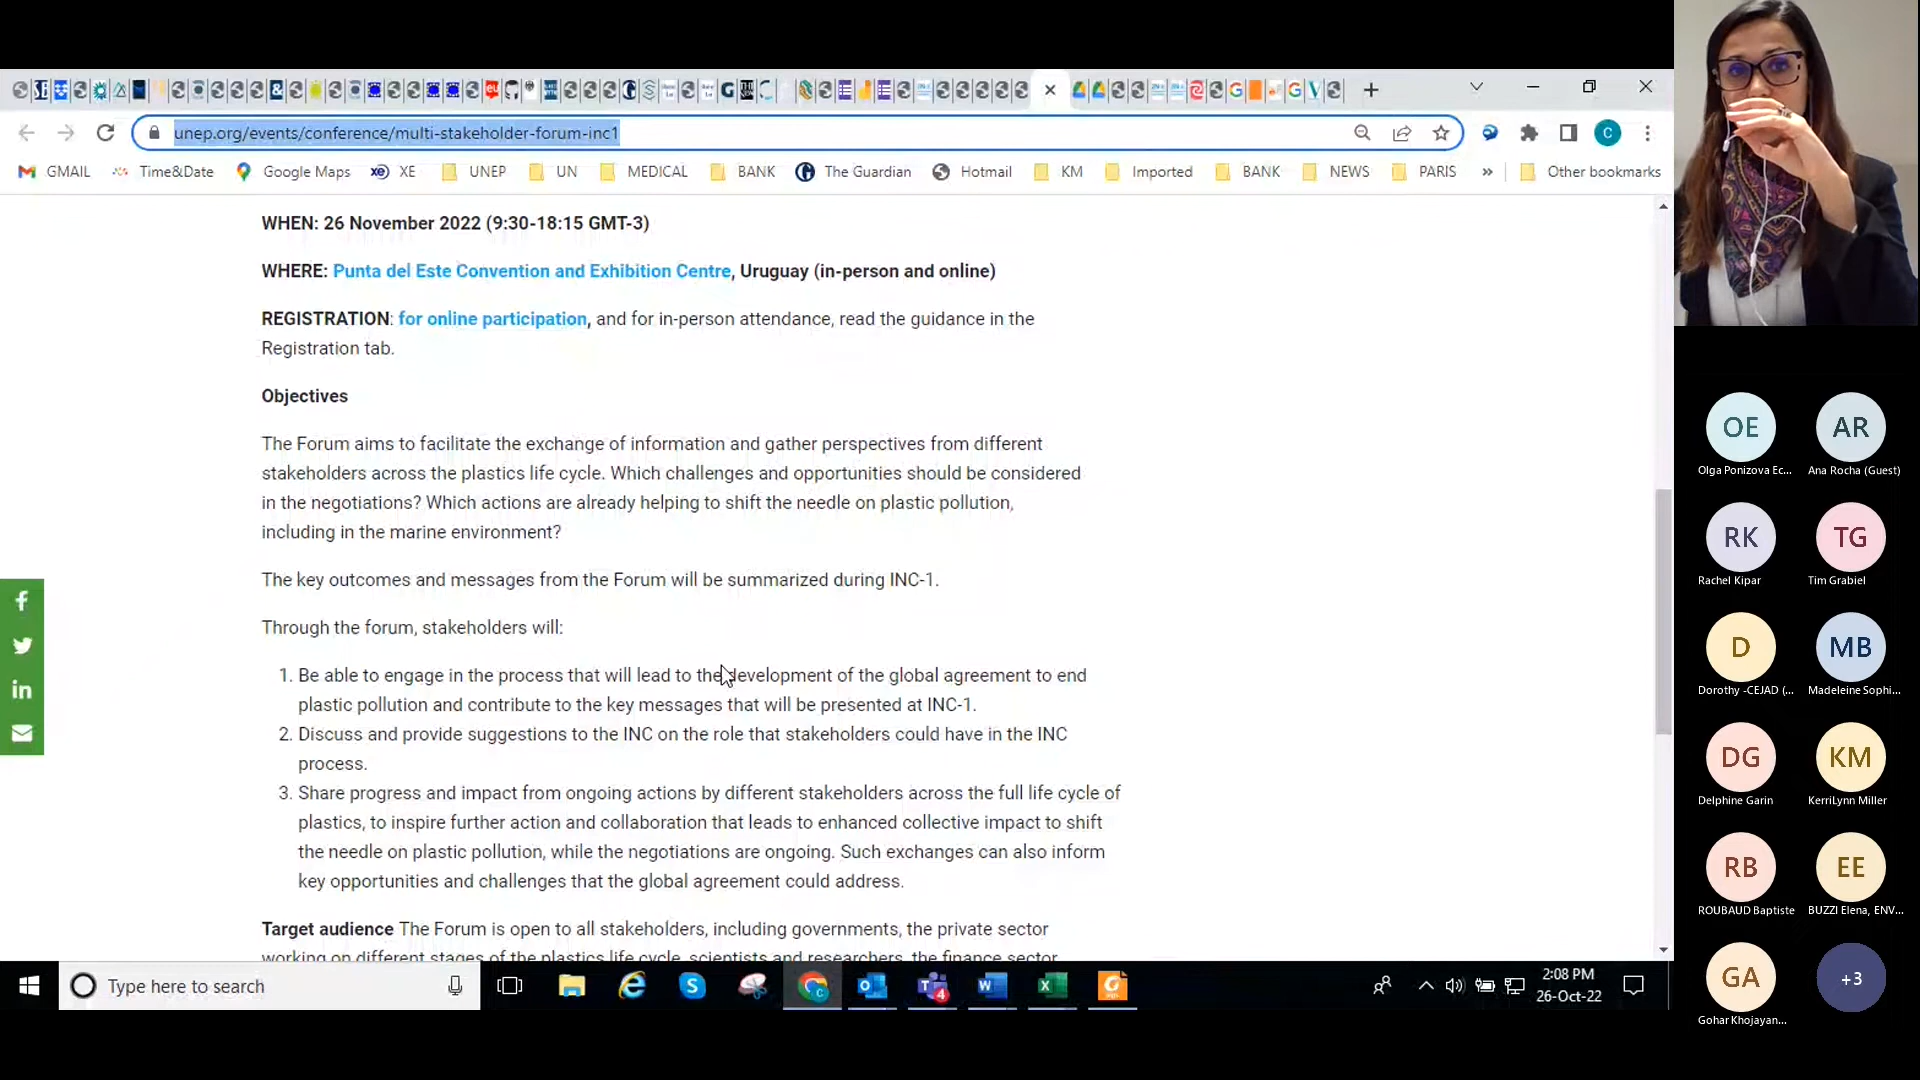 unep.org/events/conference/multi-stakeholder-forum-inc1
C
GMAIL Time&Date Google Maps XE UNEP UN MEDICAL BANK The Guardian Hotmail KM Imported BANK NEWS PARIS » Other bookmarks
WHEN: 26 November 2022 (9:30-18:15 GMT-3)
WHERE: Punta del Este Convention and Exhibition Centre, Uruguay (in-person and online)
REGISTRATION: for online participation, and for in-person attendance, read the guidance in the
Registration tab.
Objectives
The Forum aims to facilitate the exchange of information and gather perspectives from different
stakeholders across the plastics life cycle. Which challenges and opportunities should be considered
in the negotiations? Which actions are already helping to shift the needle on plastic pollution,
including in the marine environment?
The key outcomes and messages from the Forum will be summarized during INC-1.
Through the forum, stakeholders will:
1. Be able to engage in the process that will lead to the development of the global agreement to end
plastic pollution and contribute to the key messages that will be presented at INC-1.
2. Discuss and provide suggestions to the INC on the role that stakeholders could have in the INC
process.
3. Share progress and impact from ongoing actions by different stakeholders across the full life cycle of
plastics, to inspire further action and collaboration that leads to enhanced collective impact to shift
the needle on plastic pollution, while the negotiations are ongoing. Such exchanges can also inform
key opportunities and challenges that the global agreement could address.
Target audience The Forum is open to all stakeholders, including governments, the private sector
working on different stages of the plastics life cycle, scientists and researchers, the finance sector
Type here to search
4
2:08 PM
26-Oct-22
OE AR
Olga Ponizova Ec... Ana Rocha (Guest)
RK TG
Rachel Kipar Tim Grabiel
D MB
Dorothy -CEJAD (... Madeleine Sophi...
DG KM
Delphine Garin KerriLynn Miller
RB EE
ROUBAUD Baptiste BUZZI Elena, ENV...
GA +3
Gohar Khojayan...